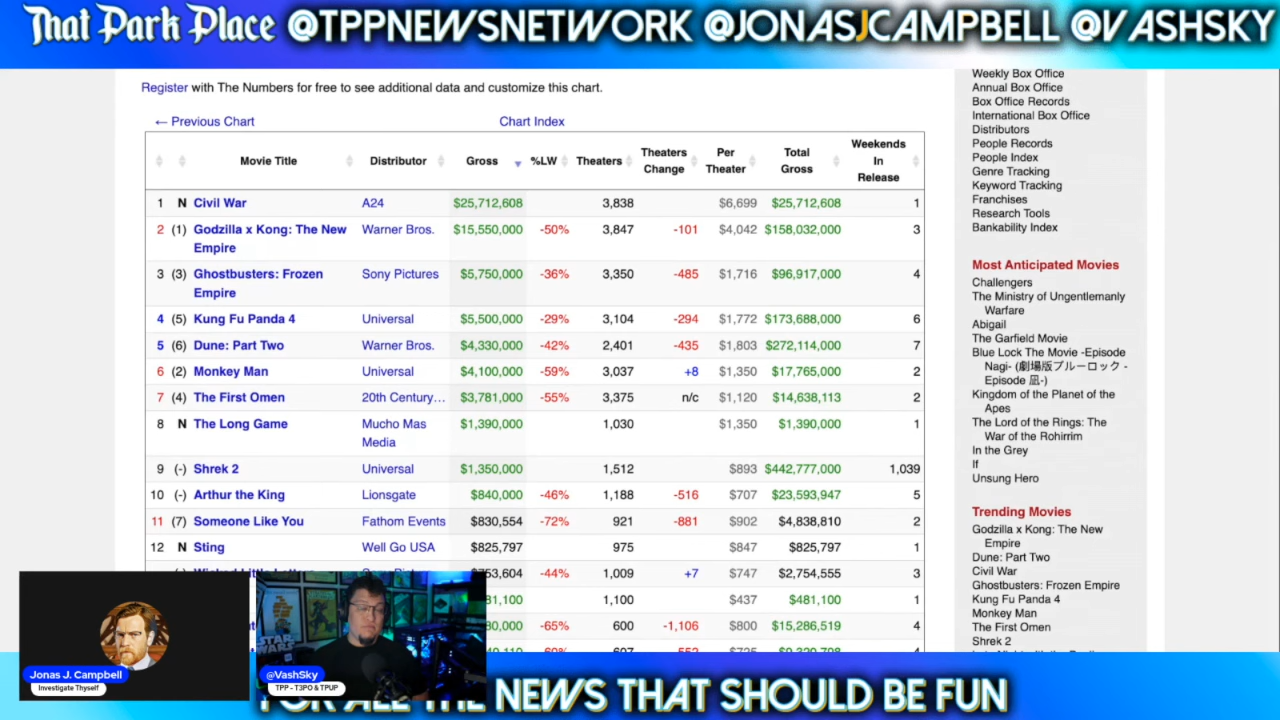 That Park Place @TPPNEWSNETWORK @JONASJCAMPBELL @VASHSKY
Register with The Numbers for free to see additional data and customize this chart.
← Previous Chart Chart Index
Movie Title Distributor Gross %LW Theaters Theaters Change Per Theater Total Gross Weekends In Release
1 N Civil War A24 $25,712,608 3,838 $6,699 $25,712,608 1
2 (1) Godzilla x Kong: The New Warner Bros. $15,550,000 -50% 3,847 -101 $4,042 $158,032,000 3
Empire
3 (3) Ghostbusters: Frozen Sony Pictures $5,750,000 -36% 3,350 -485 $1,716 $96,917,000 4
Empire
4 (5) Kung Fu Panda 4 Universal $5,500,000 -29% 3,104 -294 $1,772 $173,688,000 6
5 (6) Dune: Part Two Warner Bros. $4,330,000 -42% 2,401 -435 $1,803 $272,114,000 7
6 (2) Monkey Man Universal $4,100,000 -59% 3,037 +8 $1,350 $17,765,000 2
7 (4) The First Omen 20th Century… $3,781,000 -55% 3,375 n/c $1,120 $14,638,113 2
8 N The Long Game Mucho Mas $1,390,000 1,030 $1,350 $1,390,000 1
Media
9 (-) Shrek 2 Universal $1,350,000 1,512 $893 $442,777,000 1,039
10 (-) Arthur the King Lionsgate $840,000 -46% 1,188 -516 $707 $23,593,947 5
11 (7) Someone Like You Fathom Events $830,554 -72% 921 -881 $902 $4,838,810 2
12 N Sting Well Go USA $825,797 975 $847 $825,797 1
53,604 -44% 1,009 +7 $747 $2,754,555 3
81,100 1,100 $437 $481,100 1
0,000 -65% 600 -1,106 $800 $15,286,519 4
Weekly Box Office
Annual Box Office
Box Office Records
International Box Office
Distributors
People Records
People Index
Genre Tracking
Keyword Tracking
Franchises
Research Tools
Bankability Index
Most Anticipated Movies
Challengers
The Ministry of Ungentlemanly
Warfare
Abigail
The Garfield Movie
Blue Lock The Movie -Episode
Nagi- (劇場版ブルーロック -
Episode 凪-)
Kingdom of the Planet of the
Apes
The Lord of the Rings: The
War of the Rohirrim
In the Grey
If
Unsung Hero
Trending Movies
Godzilla x Kong: The New
Empire
Dune: Part Two
Civil War
Ghostbusters: Frozen Empire
Kung Fu Panda 4
Monkey Man
The First Omen
Shrek 2
STAR WARS
Jonas J. Campbell
Investigate Thyself
@VashSky
TPP - T3PO & TPUP
FOR ALL THE NEWS THAT SHOULD BE FUN